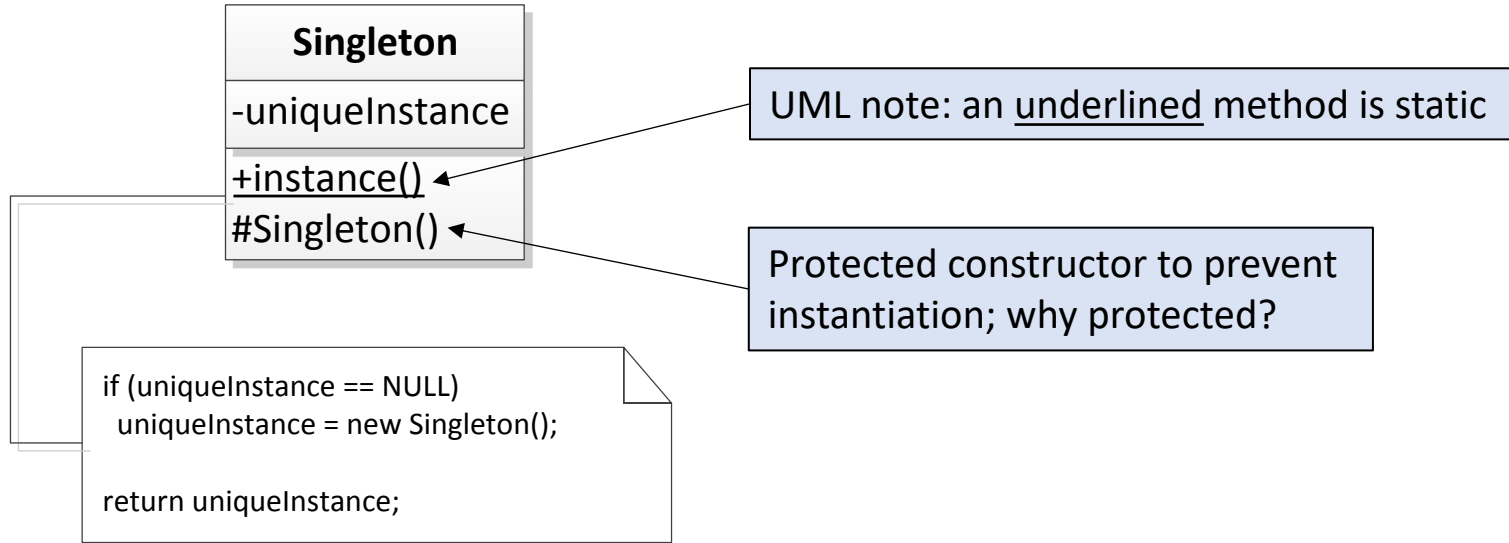 Singleton
-uniqueInstance
+instance()
#Singleton()
UML note: an underlined method is static
Protected constructor to prevent
instantiation; why protected?
if (uniqueInstance == NULL)
uniqueInstance = new Singleton();
return uniqueInstance;